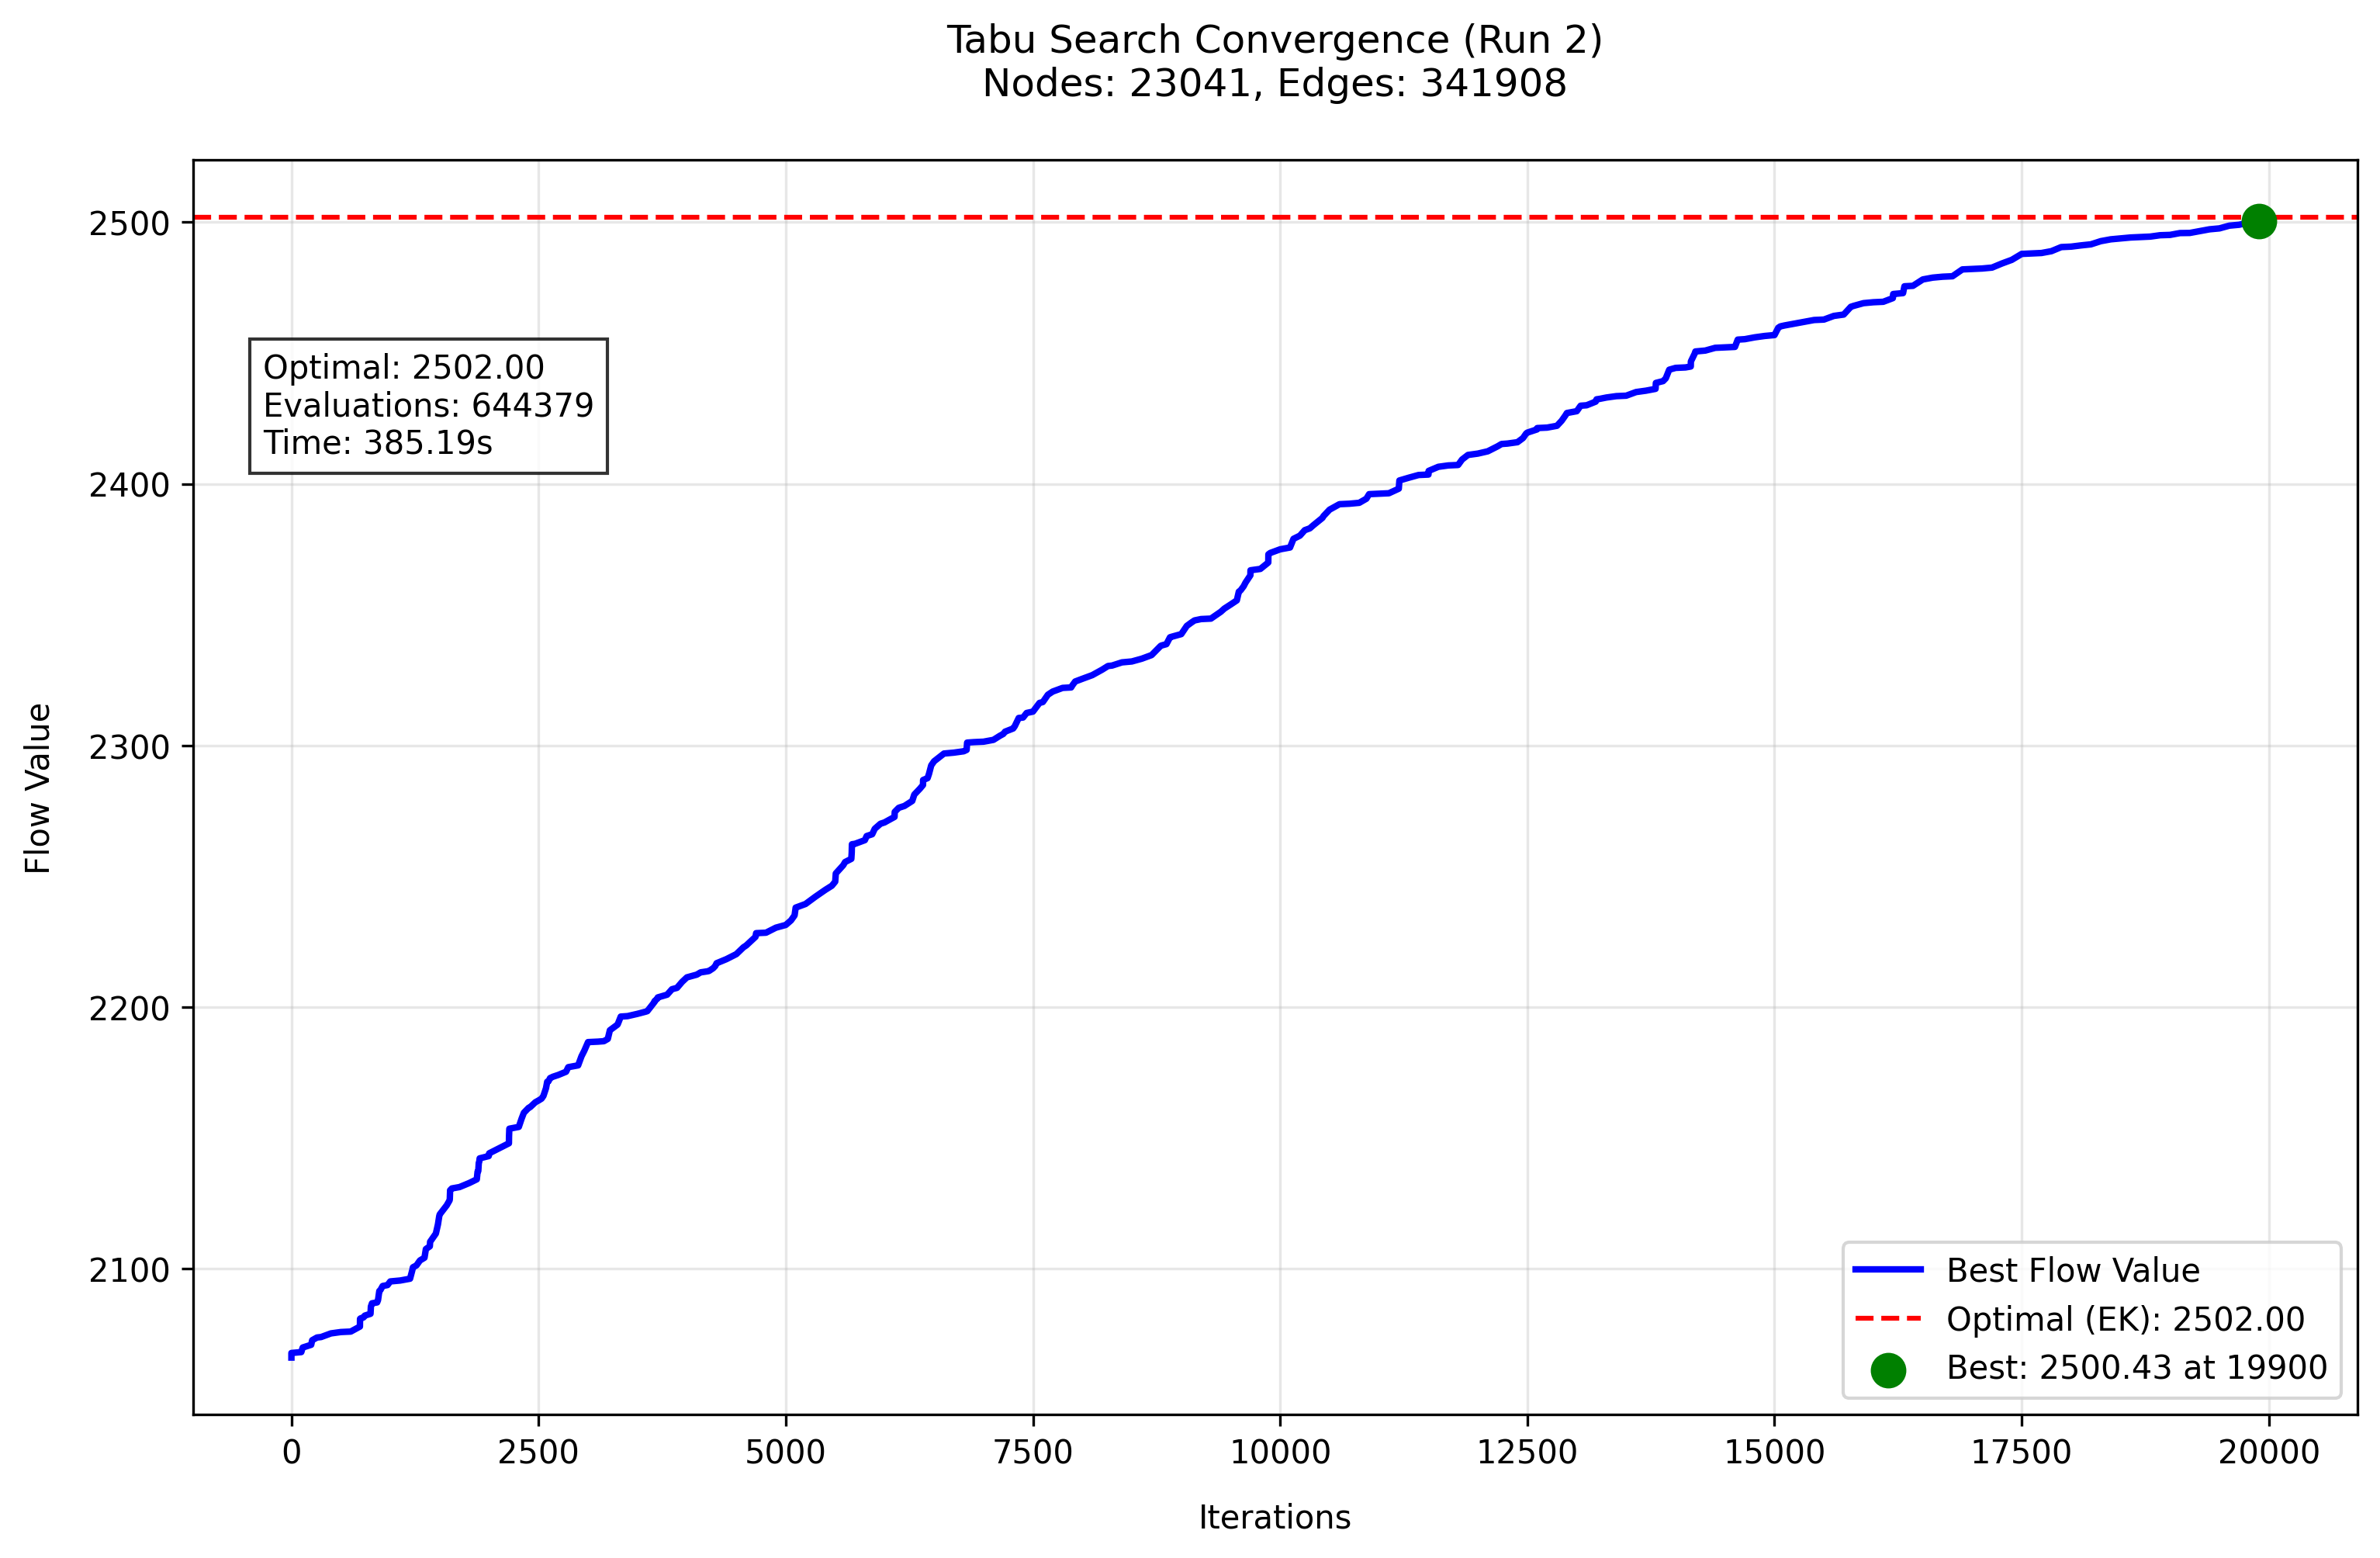 Tabu Search Convergence (Run 2)
Nodes: 23041, Edges: 341908
Optimal: 2502.00
Evaluations: 644379
Time: 385.19s
Flow Value
2500
2400
2300
2200
2100
Best Flow Value
Optimal (EK): 2502.00
Best: 2500.43 at 19900
0
2500
5000
7500
10000
12500
15000
17500
20000
Iterations